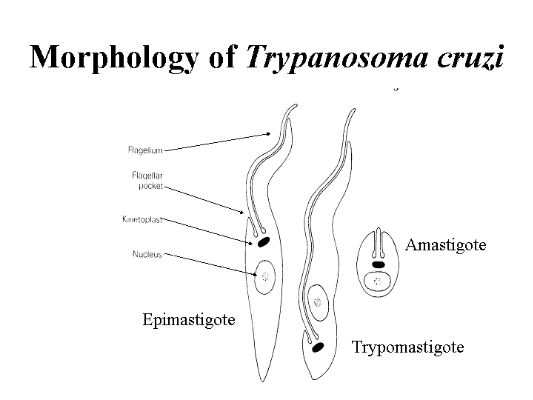 Morphology of Trypanosoma cruzi
Flagellum
Flagellar
pocket
Kinetoplast
Nucleus
Amastigote
Epimastigote
Trypomastigote